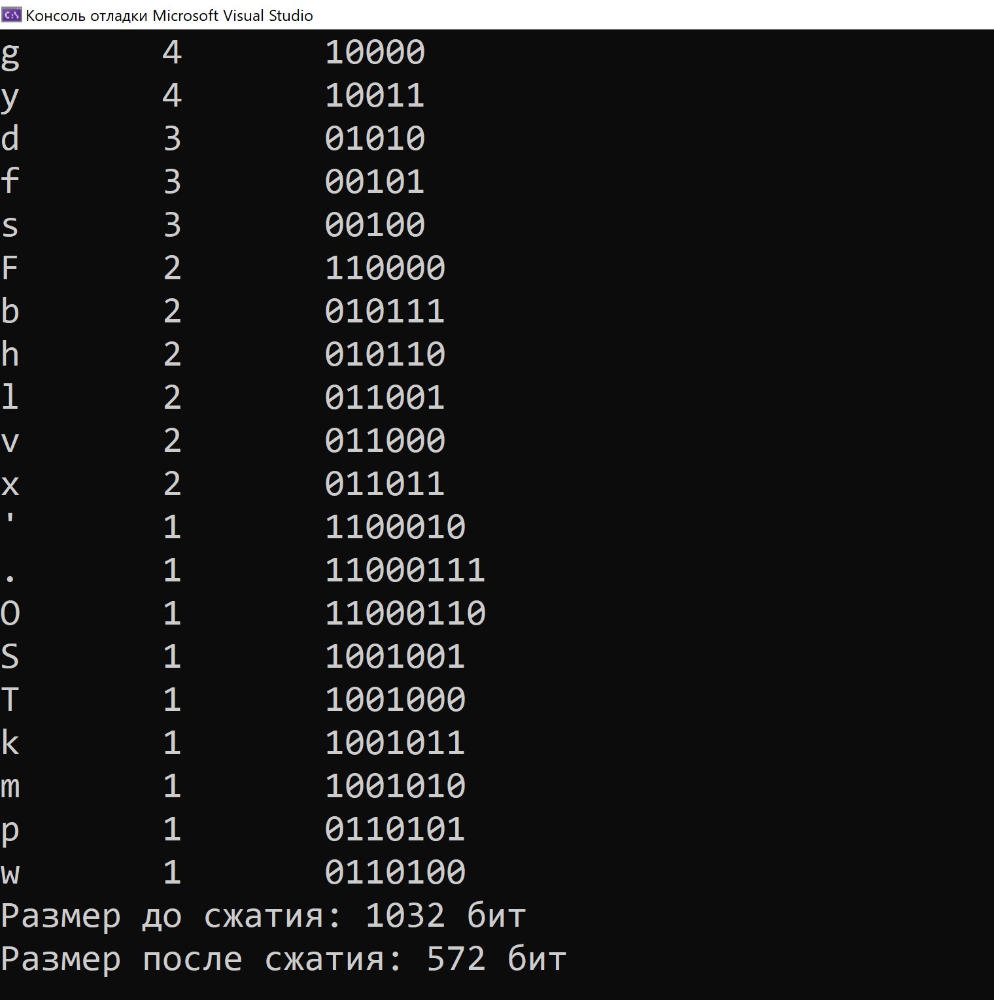 Консоль отладки Microsoft Visual Studio
g 4 10000
y 4 10011
d 3 01010
f 3 00101
s 3 00100
F 2 110000
b 2 010111
h 2 010110
l 2 011001
v 2 011000
x 2 011011
' 1 1100010
. 1 11000111
O 1 11000110
S 1 1001001
T 1 1001000
k 1 1001011
m 1 1001010
p 1 0110101
w 1 0110100
Размер до сжатия: 1032 бит
Размер после сжатия: 572 бит